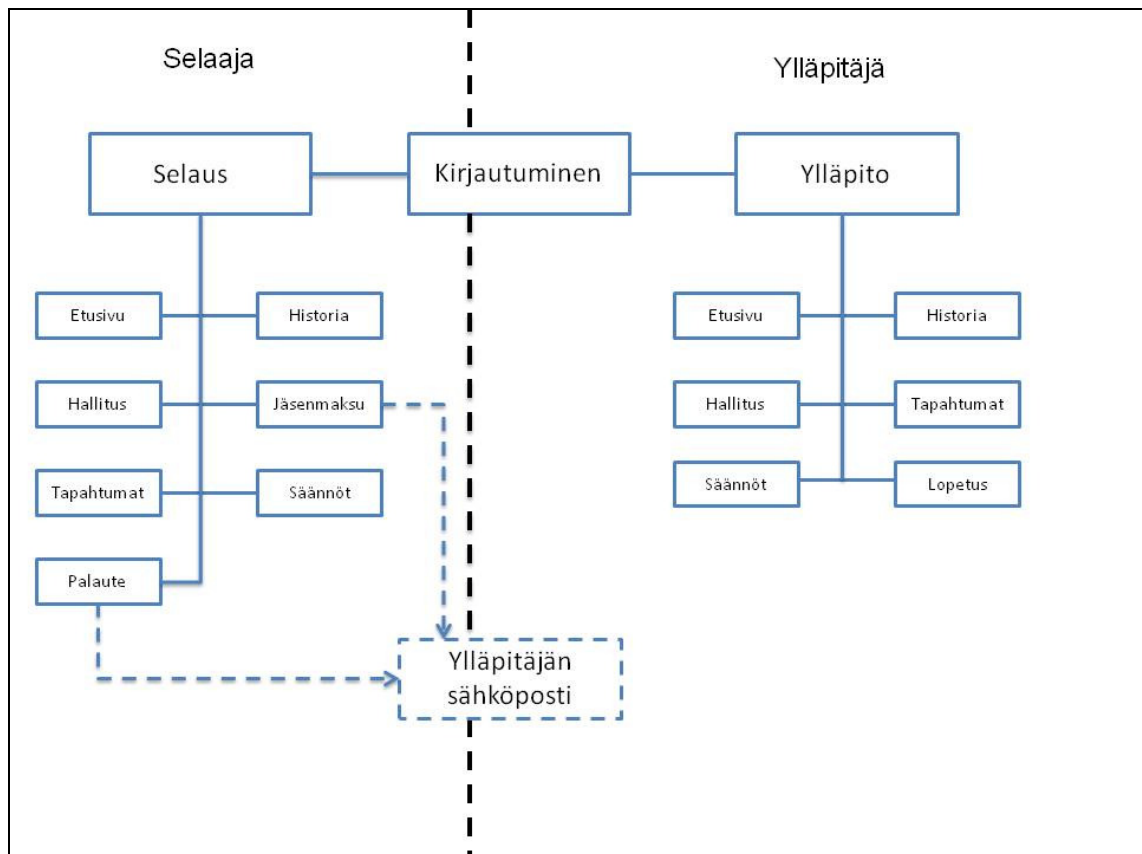 Selaaja
Ylläpitäjä
Selaus
Kirjautuminen
Ylläpito
Etusivu
Historia
Etusivu
Historia
Hallitus
Jäsenmaksu
Hallitus
Tapahtumat
Tapahtumat
Säännöt
Säännöt
Lopetus
Palaute
Ylläpitäjän
sähköposti